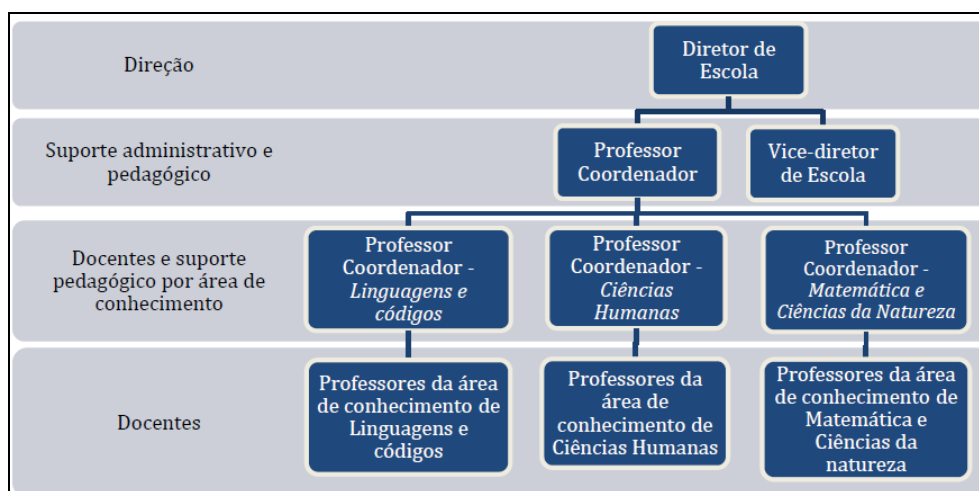 Direção
Diretor de
Escola
Suporte administrativo e
pedagógico
Professor
Coordenador
Vice-diretor
de Escola
Docentes e suporte
pedagógico por área de
conhecimento
Professor
Coordenador -
Linguagens e
códigos
Professor
Coordenador -
Ciências
Humanas
Professor
Coordenador -
Matemática e
Ciências da Natureza
Docentes
Professores da área
de conhecimento de
Linguagens e
códigos
Professores da
área de
conhecimento de
Ciências Humanas
Professores da área
de conhecimento de
Matemática e
Ciências da
natureza